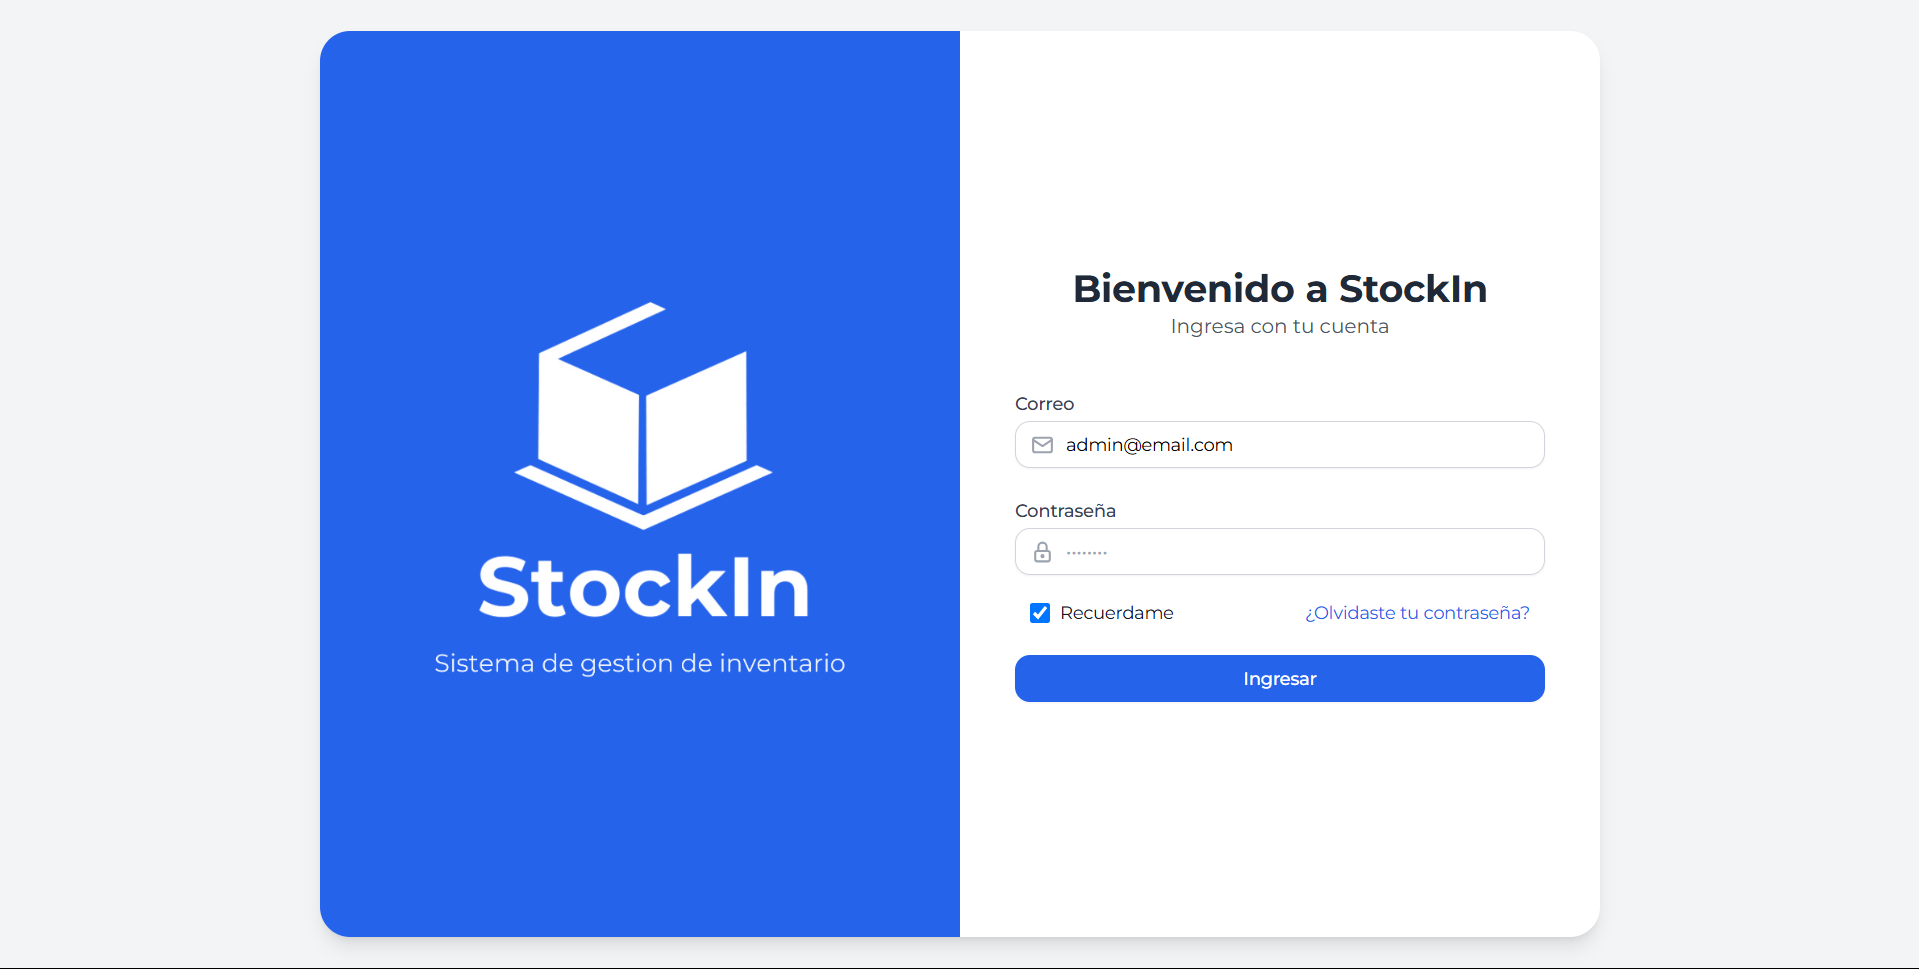 StockIn
Sistema de gestion de inventario
Bienvenido a StockIn
Ingresa con tu cuenta
Correo
admin@email.com
Contraseña
········
Recuerdame
¿Olvidaste tu contraseña?
Ingresar